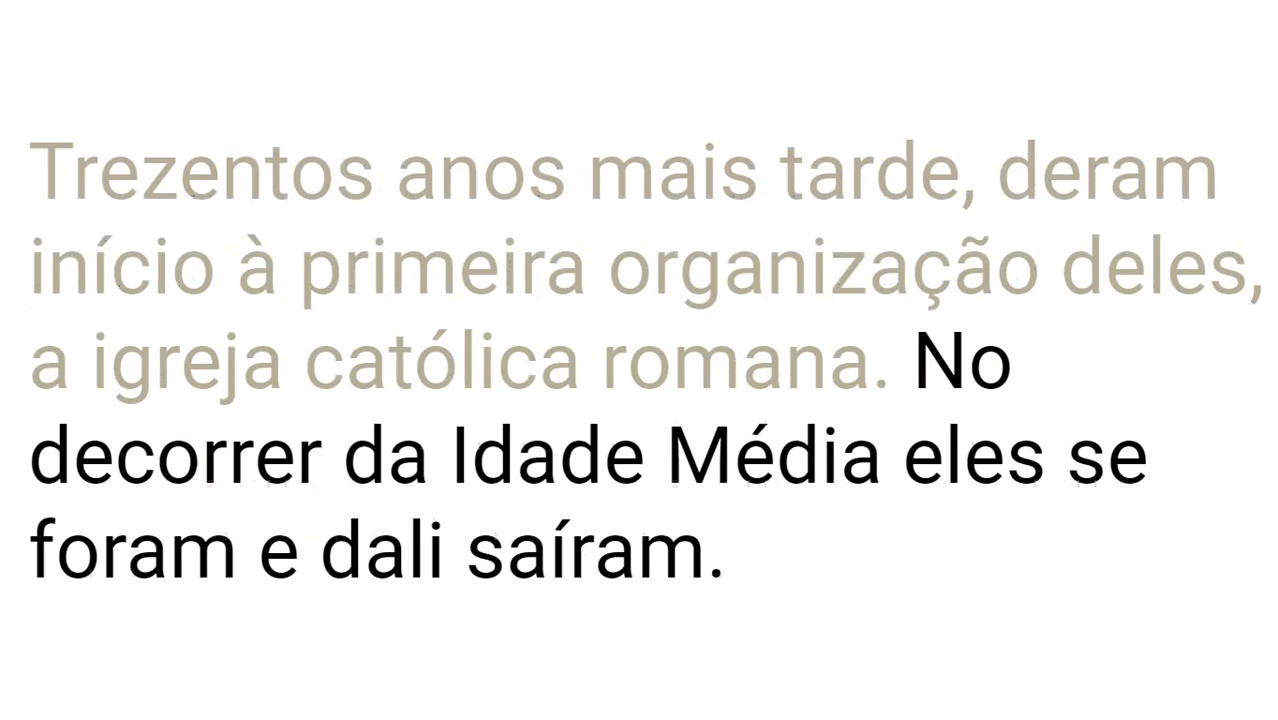 Trezentos anos mais tarde, deram
início à primeira organização deles,
a igreja católica romana. No
decorrer da Idade Média eles se
foram e dali saíram.